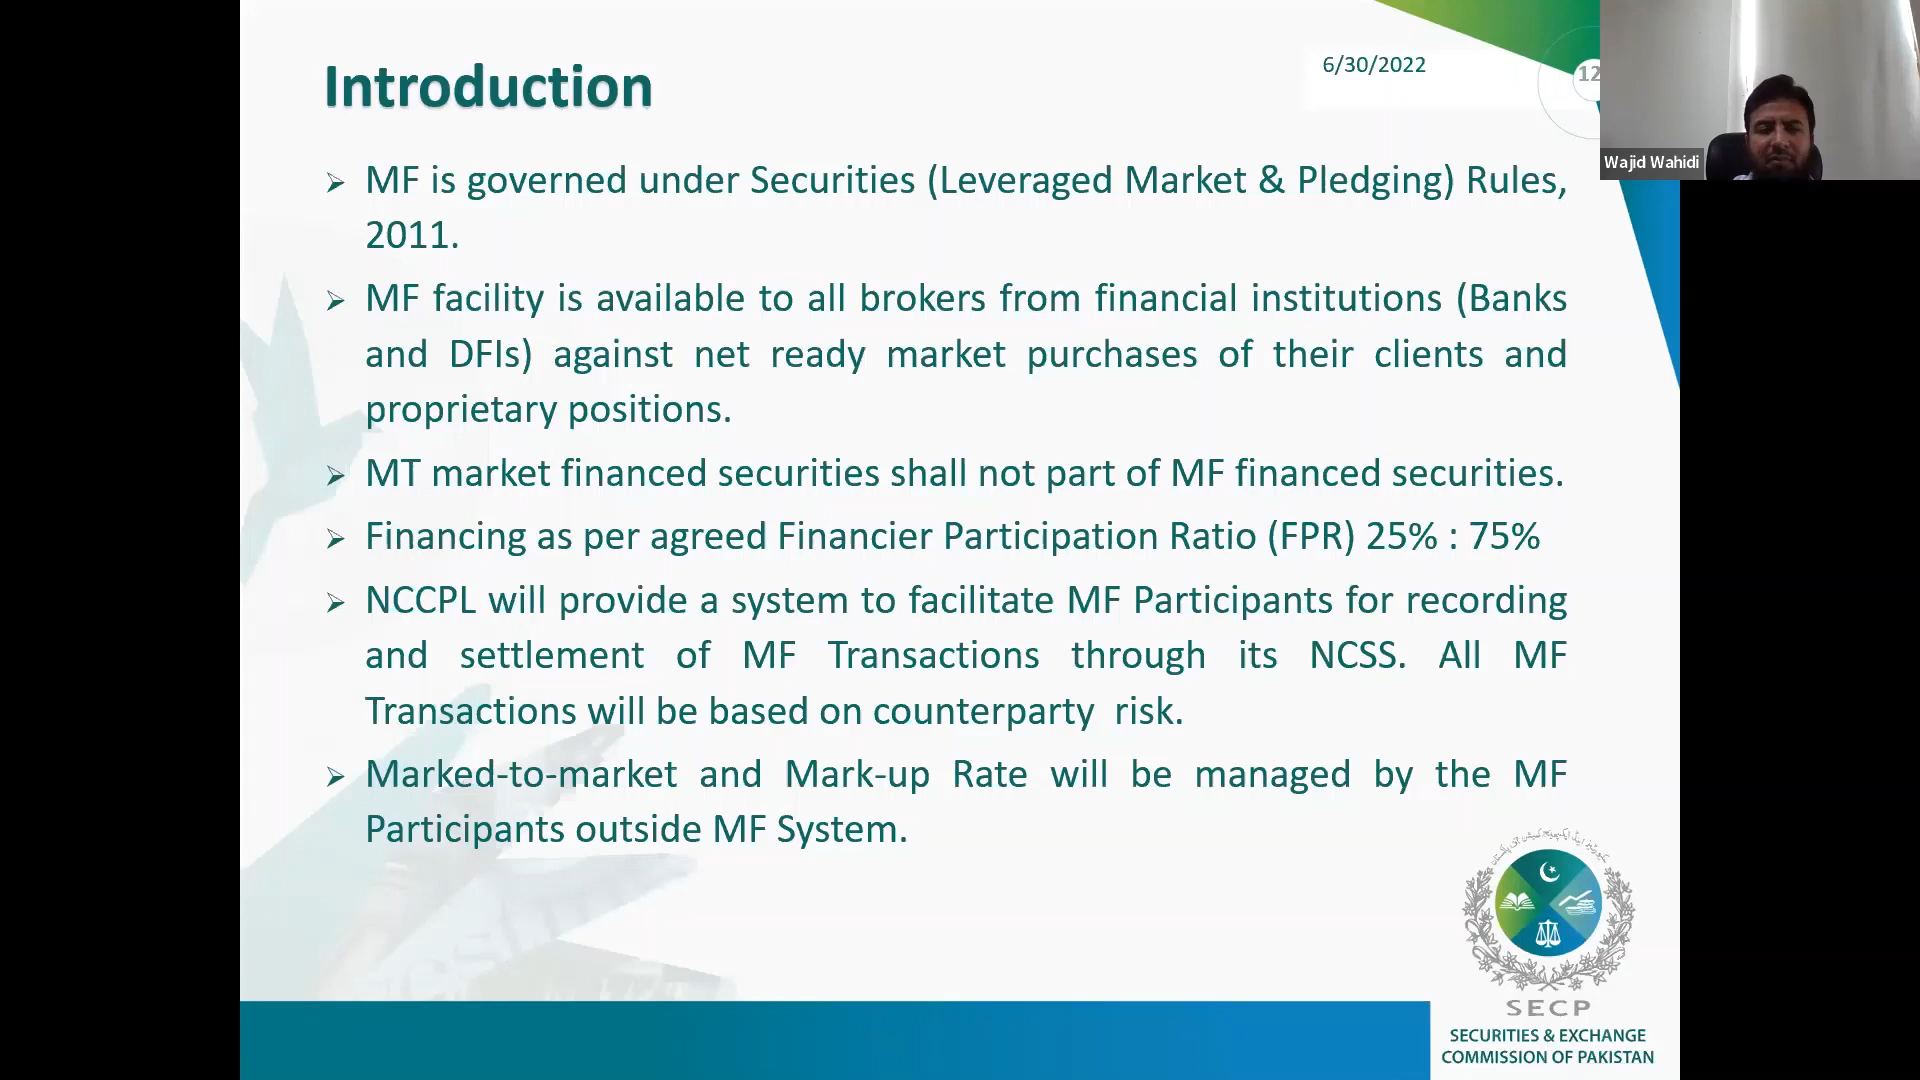 Introduction
6/30/2022
12
Wajid Wahidi
➢ MF is governed under Securities (Leveraged Market & Pledging) Rules,
2011.
➢ MF facility is available to all brokers from financial institutions (Banks
and DFIs) against net ready market purchases of their clients and
proprietary positions.
➢ MT market financed securities shall not part of MF financed securities.
➢ Financing as per agreed Financier Participation Ratio (FPR) 25% : 75%
➢ NCCPL will provide a system to facilitate MF Participants for recording
and settlement of MF Transactions through its NCSS. All MF
Transactions will be based on counterparty risk.
➢ Marked-to-market and Mark-up Rate will be managed by the MF
Participants outside MF System.
SECP
SECURITIES & EXCHANGE
COMMISSION OF PAKISTAN